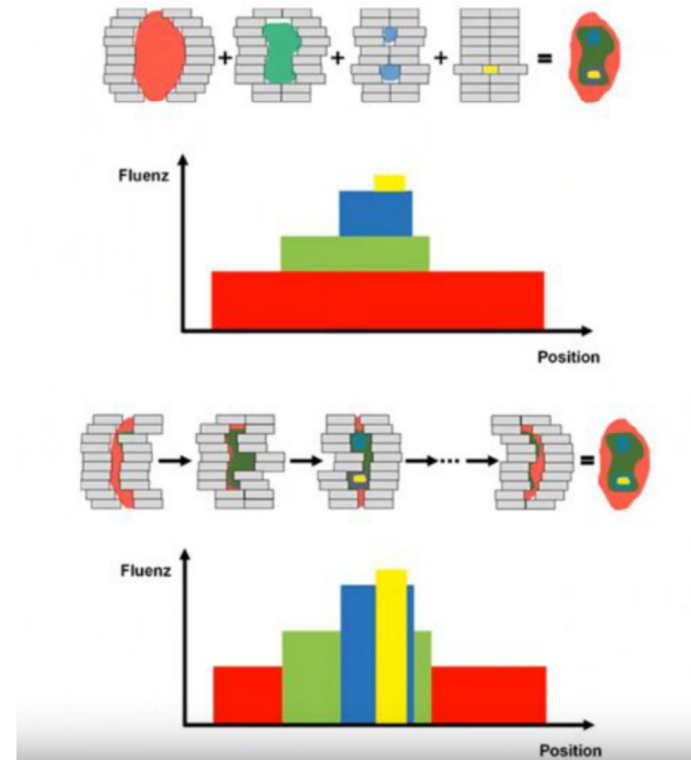 + + + =
Fluenz
Position
...
=
Fluenz
Position